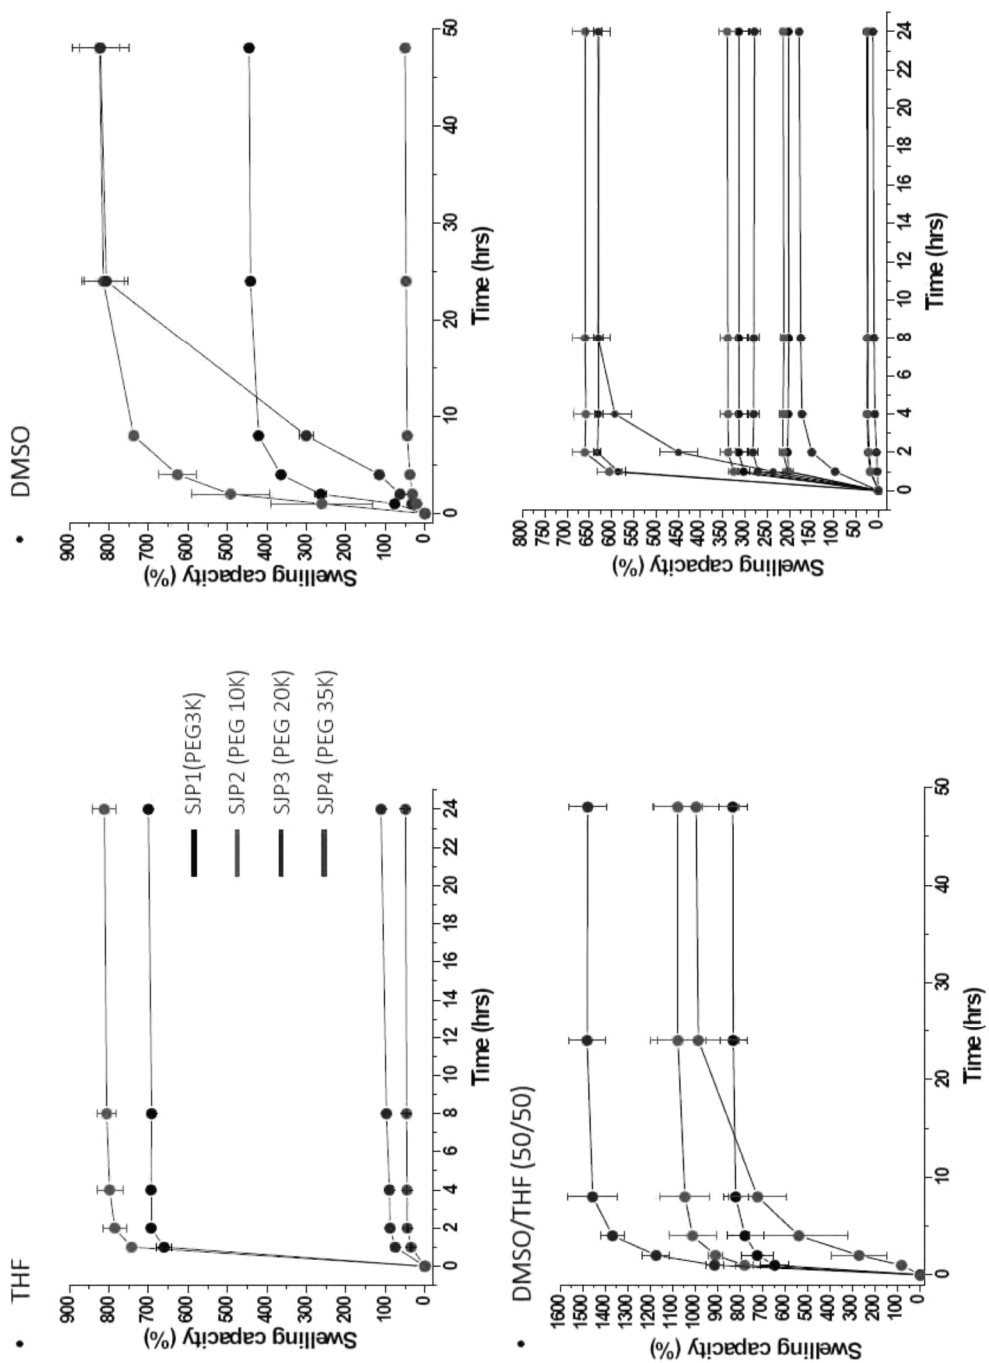 • THF
900
800
700
600
500
400
300
200
100
0
Swelling capacity (%)
0 2 4 6 8 10 12 14 16 18 20 22 24
Time (hrs)
SJP1(PEG3K)
SJP2 (PEG 10K)
SJP3 (PEG 20K)
SJP4 (PEG 35K)
• DMSO
900
800
700
600
500
400
300
200
100
0
Swelling capacity (%)
0 10 20 30 40 50
Time (hrs)
• DMSO/THF (50/50)
1600
1500
1400
1300
1200
1100
1000
900
800
700
600
500
400
300
200
100
0
Swelling capacity (%)
0 10 20 30 40 50
Time (hrs)
800
750
700
650
600
550
500
450
400
350
300
250
200
150
100
50
0
Swelling capacity (%)
0 2 4 6 8 10 12 14 16 18 20 22 24
Time (hrs)